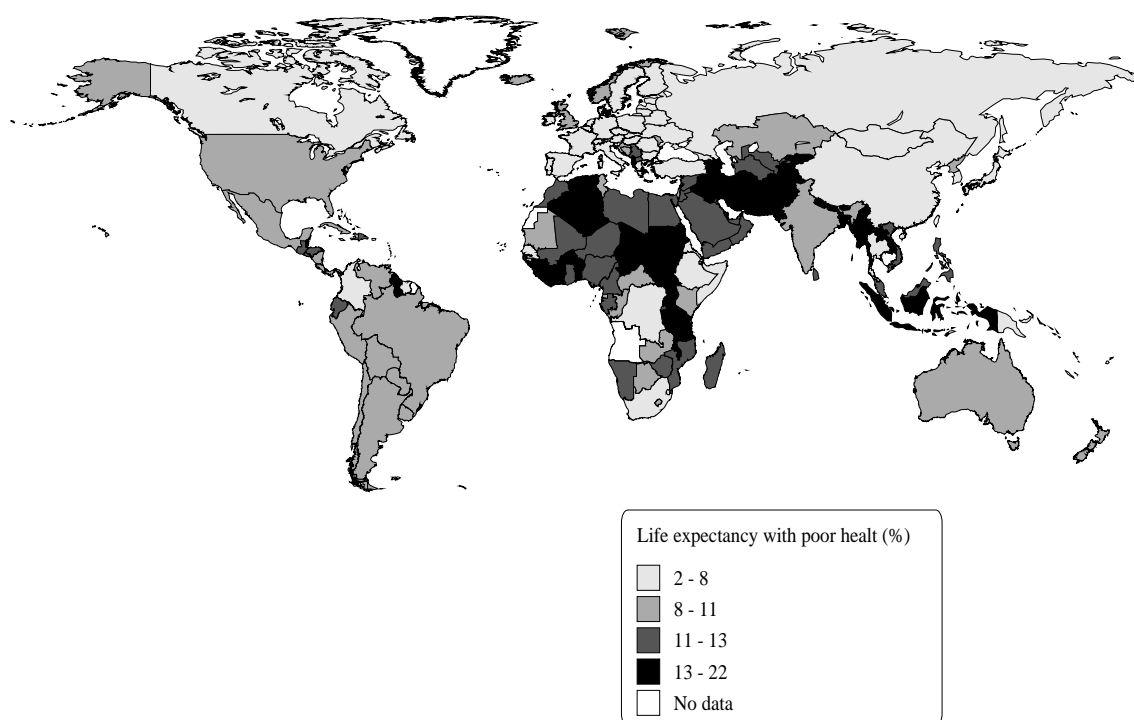 Life expectancy with poor healt (%)
2 - 8
8 - 11
11 - 13
13 - 22
No data